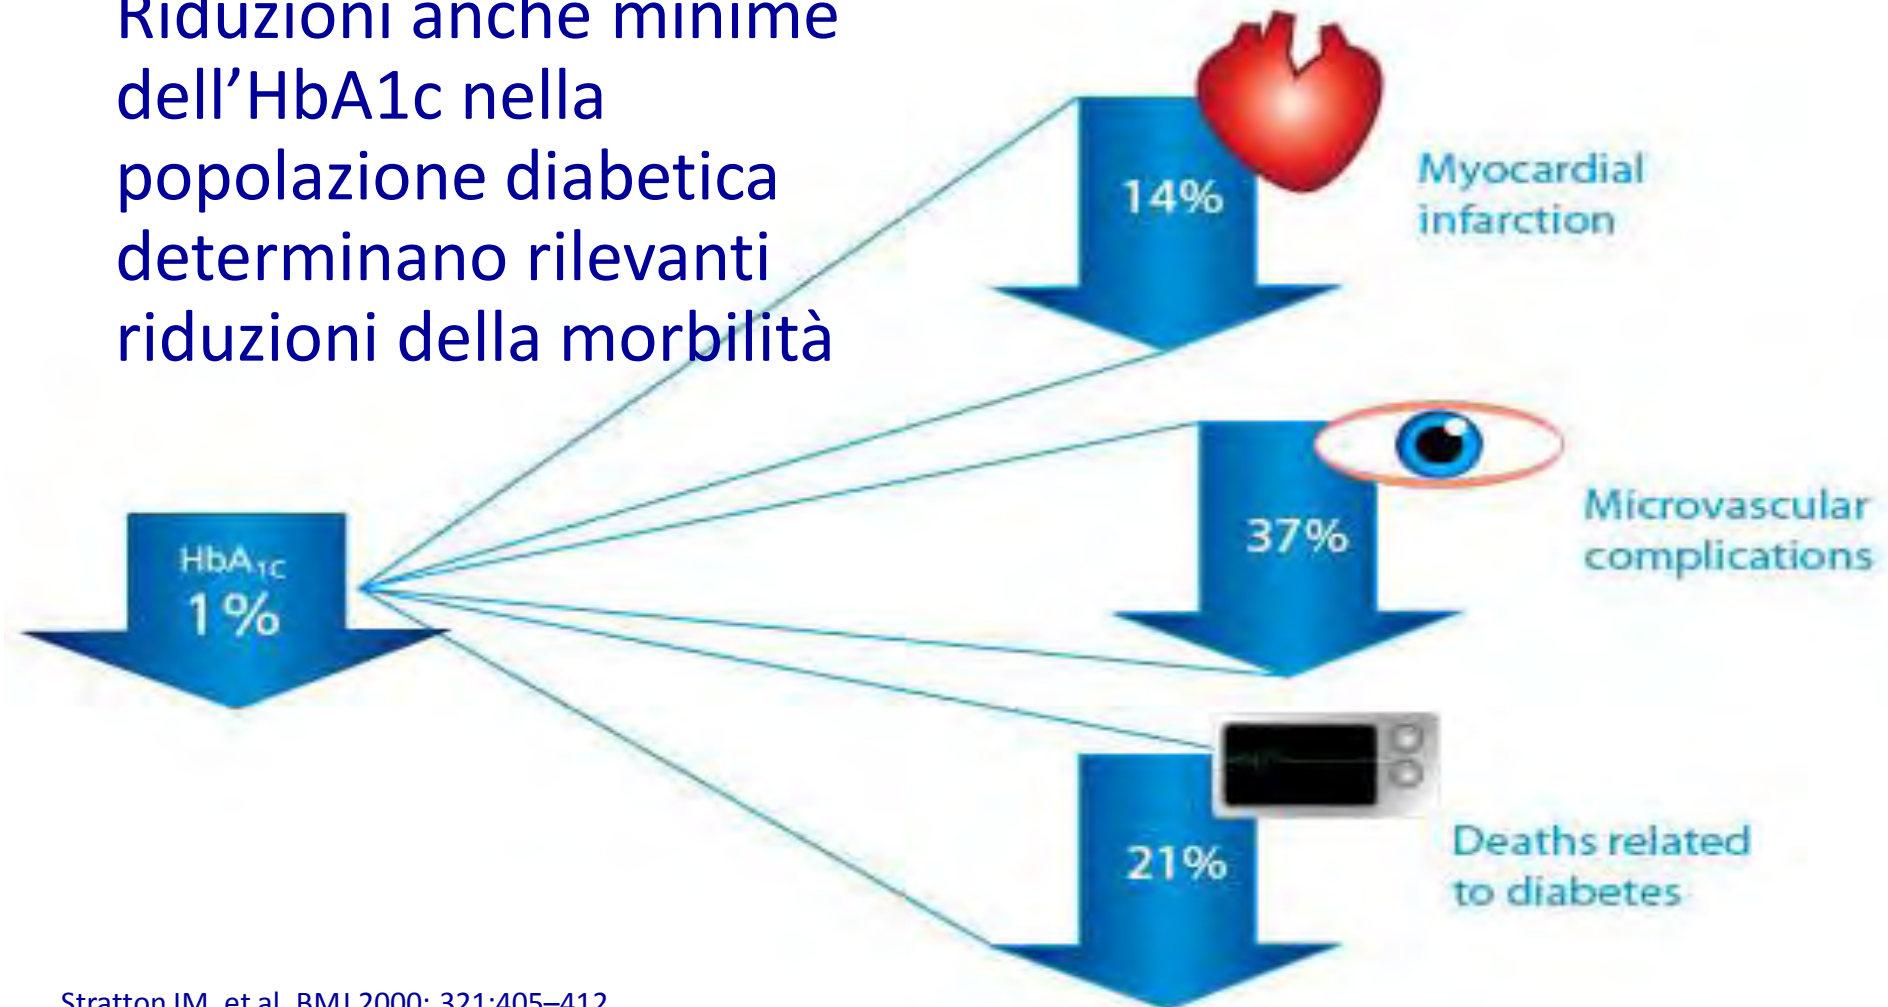 Riduzioni anche minime
dell’HbA1c nella
popolazione diabetica
determinano rilevanti
riduzioni della morbilità
14%
Myocardial
infarction
37%
Microvascular
complications
HbA1C
1%
21%
Deaths related
to diabetes
Stratton IM, et al. BMJ 2000; 321:405–412